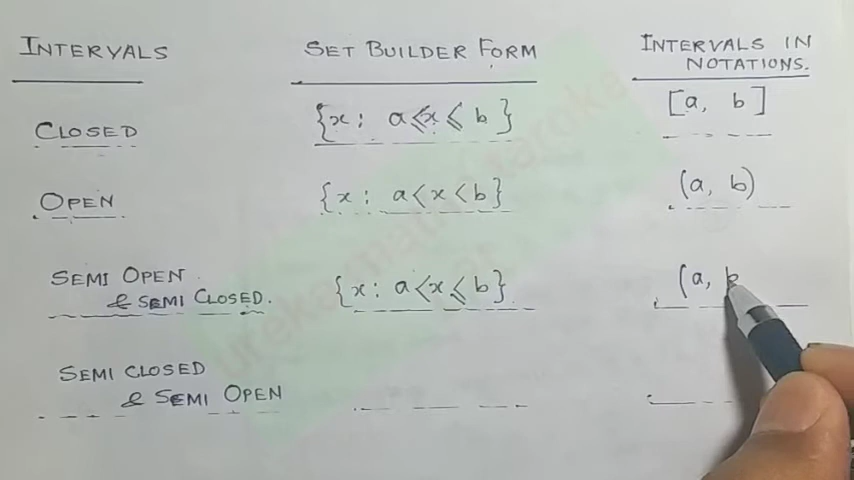 INTERVALS SET BUILDER FORM INTERVALS IN
NOTATIONS.
CLOSED {x : a ⩽ x ⩽ b} [a, b]
OPEN {x : a < x < b} (a, b)
SEMI OPEN
& SEMI CLOSED. {x : a < x ⩽ b} (a, b
SEMI CLOSED
& SEMI OPEN